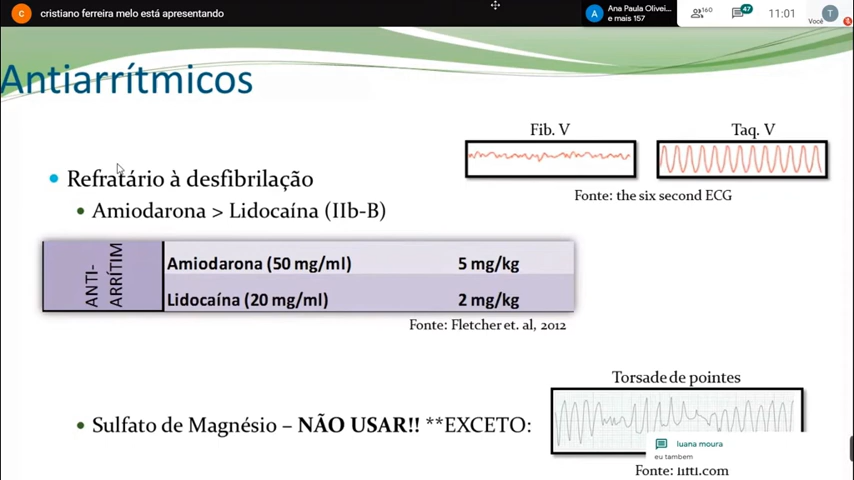 cristiano ferreira melo está apresentando
Ana Paula Olivei...
e mais 157
160
47
11:01
Você
C
A
T
Antiarrítmicos
Fib. V
Taq. V
Fonte: the six second ECG
Refratário à desfibrilação
Amiodarona > Lidocaína (IIb-B)
ANTI-
ARRÍTIM
Amiodarona (50 mg/ml) 5 mg/kg
Lidocaína (20 mg/ml) 2 mg/kg
Fonte: Fletcher et. al, 2012
Torsade de pointes
Sulfato de Magnésio – NÃO USAR!! **EXCETO:
luana moura
eu tambem
Fonte: lifti.com